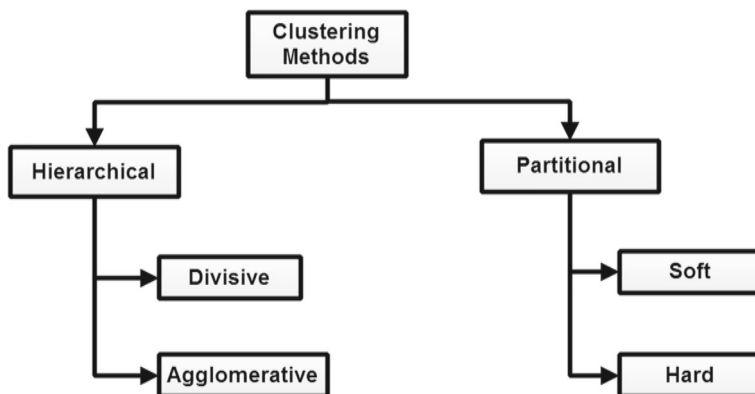 Clustering
Methods
Hierarchical
Partitional
Divisive
Soft
Agglomerative
Hard